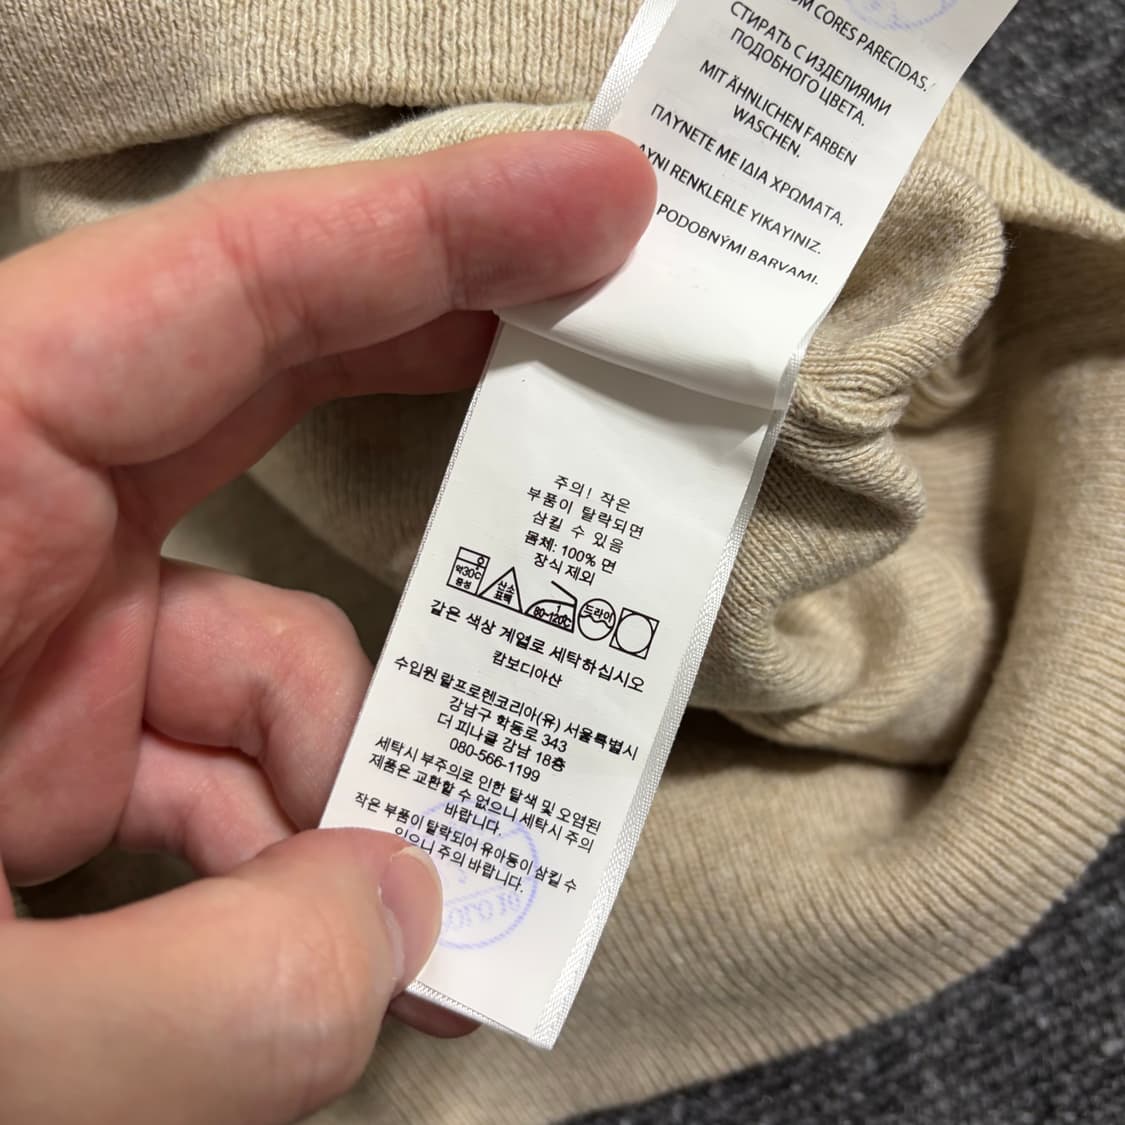 OM CORES PARECIDAS.
СТИРАТЬ С ИЗДЕЛИЯМИ
ПОДОБНОГО ЦВЕТА.
MIT ÄHNLICHEN FARBEN
WASCHEN.
ΠΛΥΝΕΤΕ ΜΕ ΙΔΙΑ ΧΡΩΜΑΤΑ.
AYNI RENKLERLE YIKAYINIZ.
PODOBNÝMI BARVAMI.
주의! 작은
부품이 탈락되면
삼킬 수 있음
몸체: 100% 면
장식 제외
약30℃
중성
산소
표백
1
80~120℃
드라이
같은 색상 계열로 세탁하십시오
캄보디아산
수입원 랄프로렌코리아(유) 서울특별시
강남구 학동로 343
더 피나클 강남 18층
080-566-1199
세탁시 부주의로 인한 탈색 및 오염된
제품은 교환할 수 없으니 세탁시 주의
바랍니다.
작은 부품이 탈락되어 유아동이 삼킬 수
있으니 주의 바랍니다.